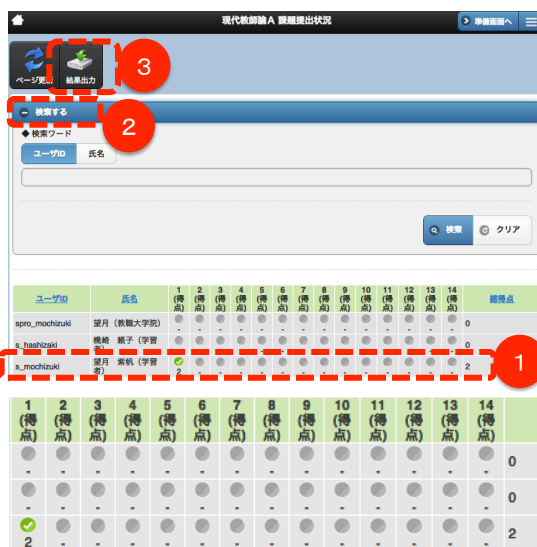 現代教師論A 課題提出状況
準備画面へ
ページ更新 結果出力
3
検索する
2
◆検索ワード
ユーザID 氏名
検索 クリア
ユーザID 氏名 1 (得点) 2 (得点) 3 (得点) 4 (得点) 5 (得点) 6 (得点) 7 (得点) 8 (得点) 9 (得点) 10 (得点) 11 (得点) 12 (得点) 13 (得点) 14 (得点) 総得点
spro_mochizuki 望月（教職大学院） - - - - - - - - - - - - - - 0
s_hashizaki 頼子（学習者） - - - - - - - - - - - - - - 0
s_mochizuki 望月 紫帆（学習者） 2 - - - - - - - - - - - - - 2
1
1 (得点) 2 (得点) 3 (得点) 4 (得点) 5 (得点) 6 (得点) 7 (得点) 8 (得点) 9 (得点) 10 (得点) 11 (得点) 12 (得点) 13 (得点) 14 (得点)
- - - - - - - - - - - - - - 0
- - - - - - - - - - - - - - 0
2 - - - - - - - - - - - - - 2